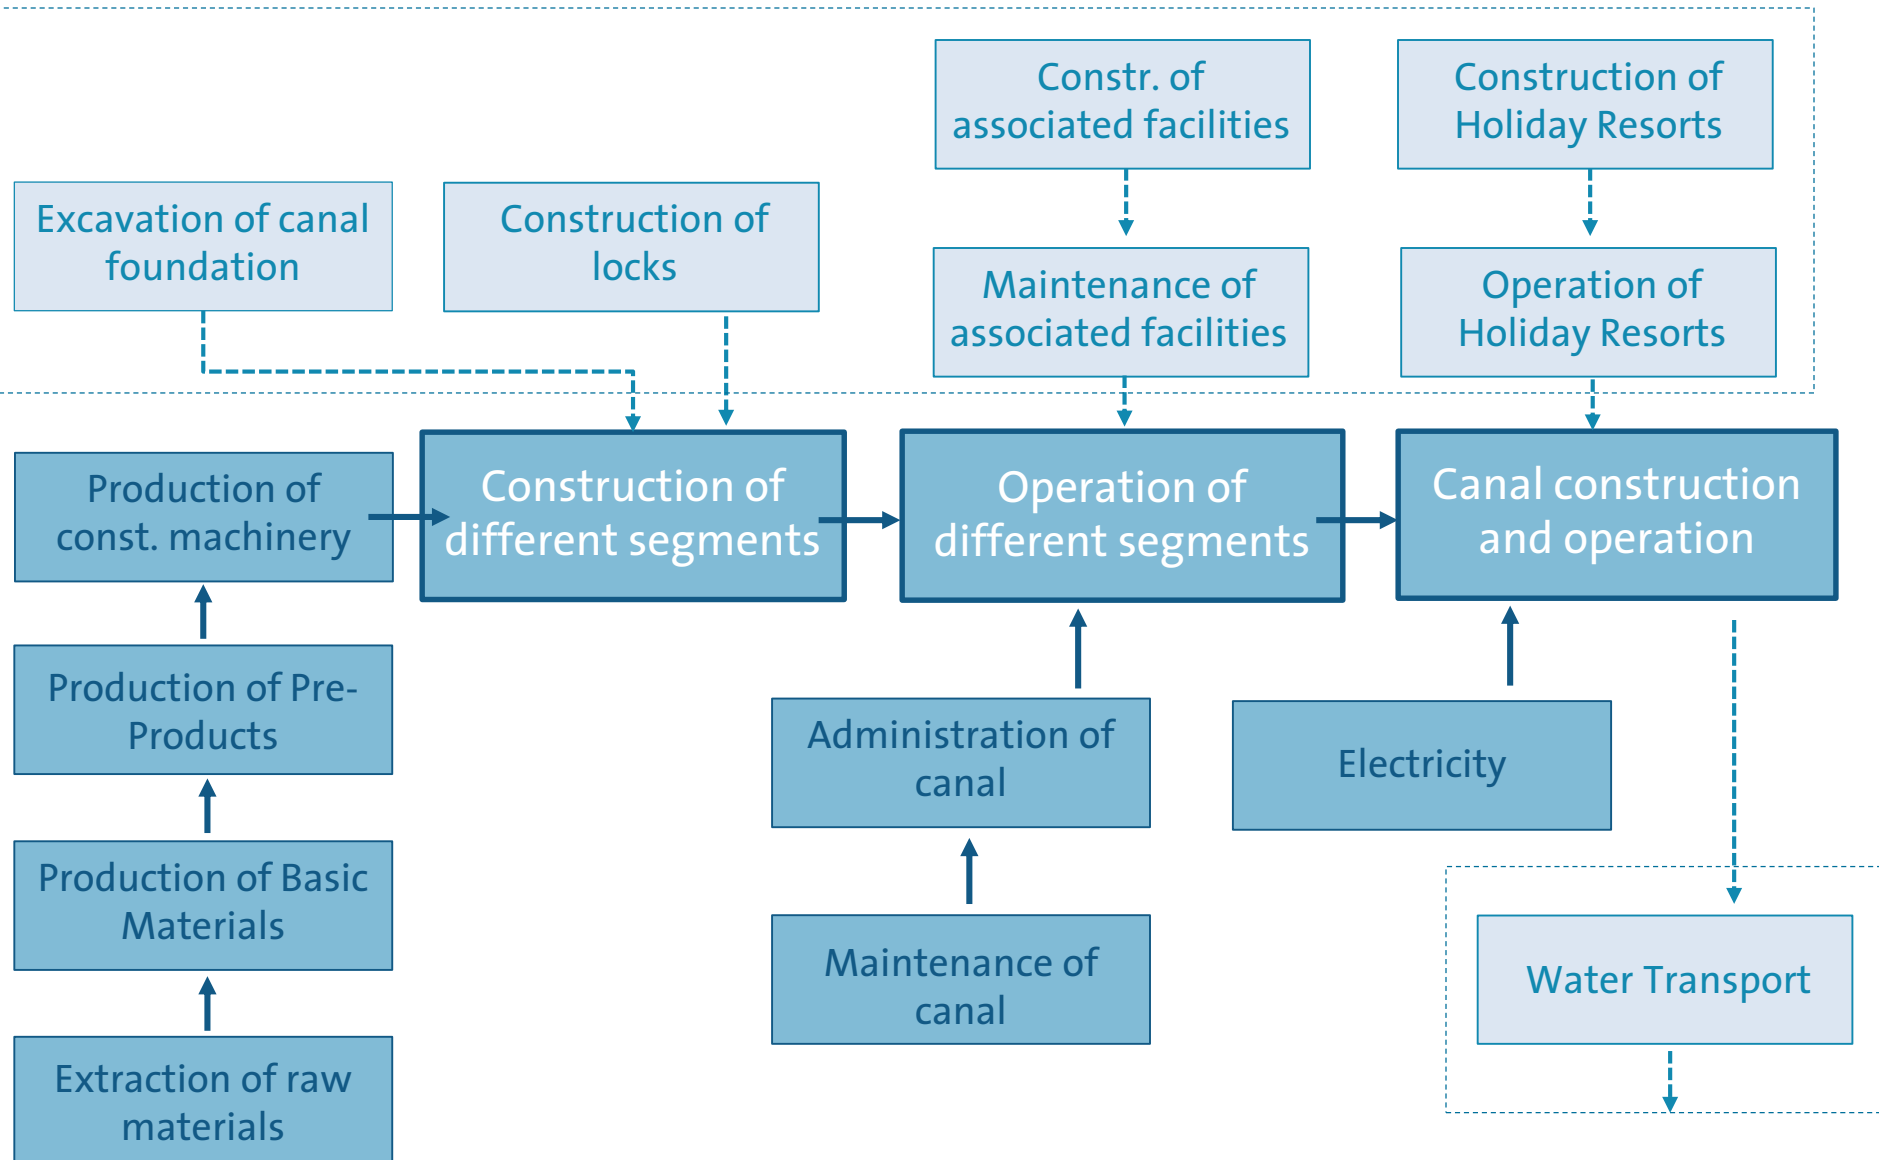 Constr. of
associated facilities
Construction of
Holiday Resorts
Excavation of canal
foundation
Construction of
locks
Maintenance of
associated facilities
Operation of
Holiday Resorts
Production of
const. machinery
Construction of
different segments
Operation of
different segments
Canal construction
and operation
Production of Pre-
Products
Administration of
canal
Electricity
Production of Basic
Materials
Maintenance of
canal
Water Transport
Extraction of raw
materials